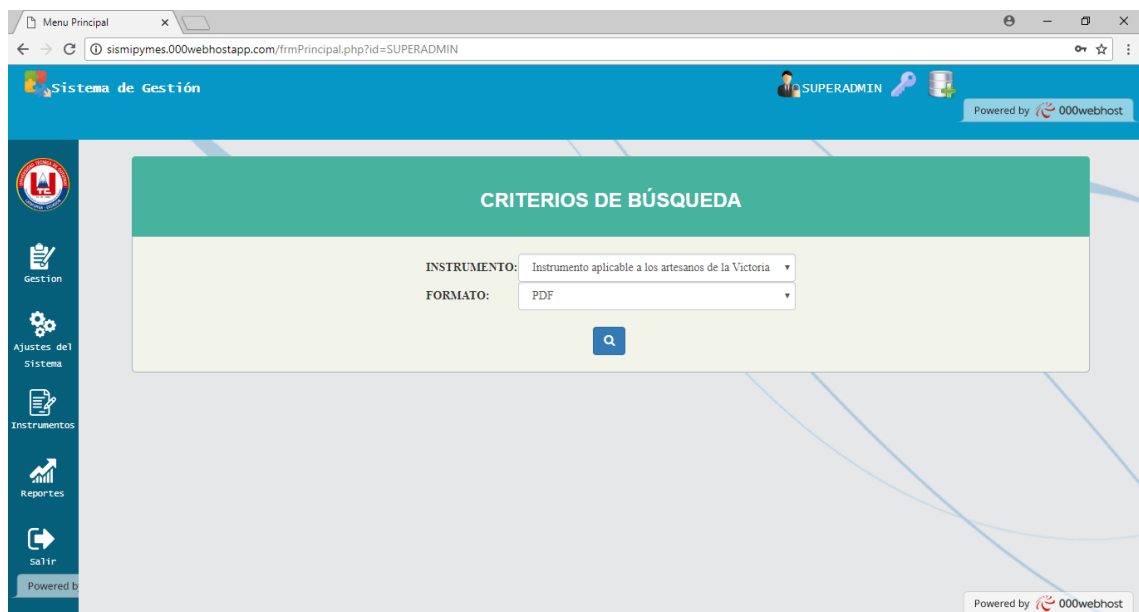 Menu Principal
sismipymes.000webhostapp.com/frmPrincipal.php?id=SUPERADMIN
Sistema de Gestión
SUPERADMIN
Powered by 000webhost
CRITERIOS DE BÚSQUEDA
INSTRUMENTO: Instrumento aplicable a los artesanos de la Victoria
FORMATO: PDF
Gestion
Ajustes del
Sistema
Instrumentos
Reportes
Salir
Powered b
Powered by 000webhost